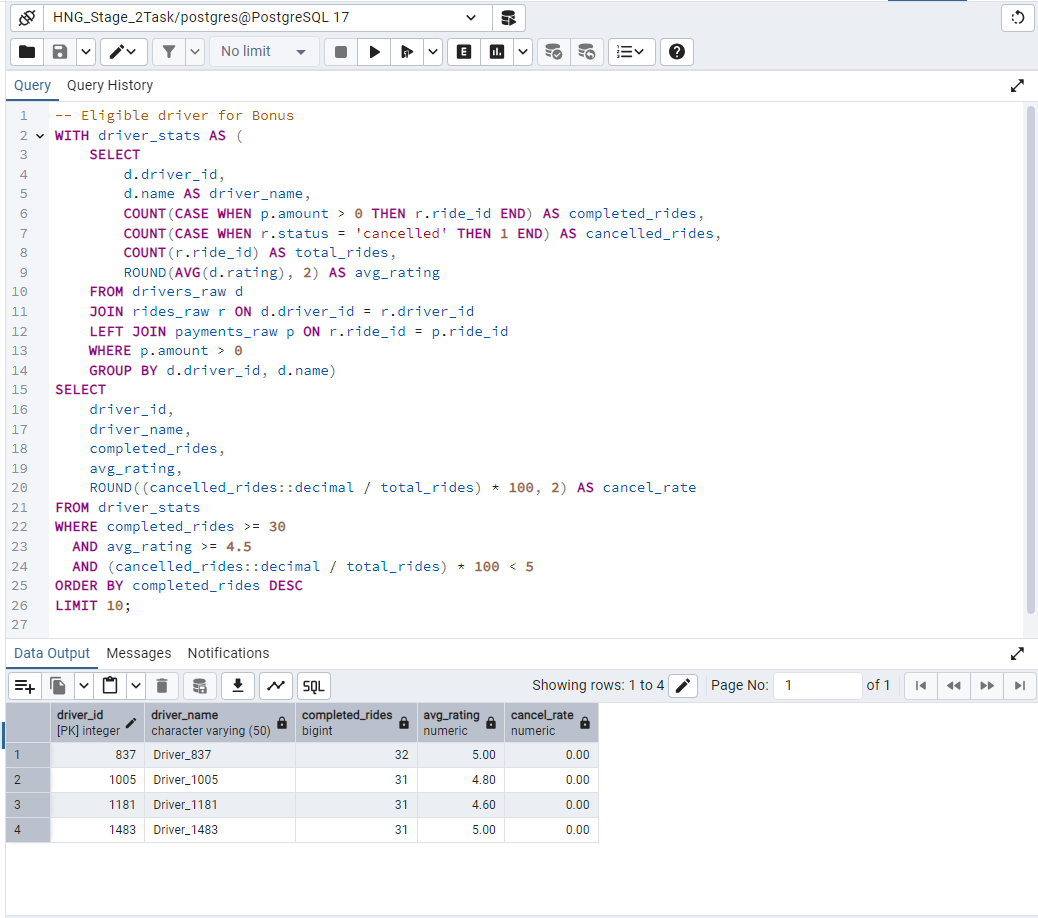 HNG_Stage_2Task/postgres@PostgreSQL 17
No limit
E
Query Query History
1 -- Eligible driver for Bonus
2 WITH driver_stats AS (
3 SELECT
4 d.driver_id,
5 d.name AS driver_name,
6 COUNT(CASE WHEN p.amount > 0 THEN r.ride_id END) AS completed_rides,
7 COUNT(CASE WHEN r.status = 'cancelled' THEN 1 END) AS cancelled_rides,
8 COUNT(r.ride_id) AS total_rides,
9 ROUND(AVG(d.rating), 2) AS avg_rating
10 FROM drivers_raw d
11 JOIN rides_raw r ON d.driver_id = r.driver_id
12 LEFT JOIN payments_raw p ON r.ride_id = p.ride_id
13 WHERE p.amount > 0
14 GROUP BY d.driver_id, d.name)
15 SELECT
16 driver_id,
17 driver_name,
18 completed_rides,
19 avg_rating,
20 ROUND((cancelled_rides::decimal / total_rides) * 100, 2) AS cancel_rate
21 FROM driver_stats
22 WHERE completed_rides >= 30
23 AND avg_rating >= 4.5
24 AND (cancelled_rides::decimal / total_rides) * 100 < 5
25 ORDER BY completed_rides DESC
26 LIMIT 10;
27
Data Output Messages Notifications
SQL Showing rows: 1 to 4 Page No: 1 of 1
driver_id driver_name completed_rides avg_rating cancel_rate
[PK] integer character varying (50) bigint numeric numeric
1 837 Driver_837 32 5.00 0.00
2 1005 Driver_1005 31 4.80 0.00
3 1181 Driver_1181 31 4.60 0.00
4 1483 Driver_1483 31 5.00 0.00